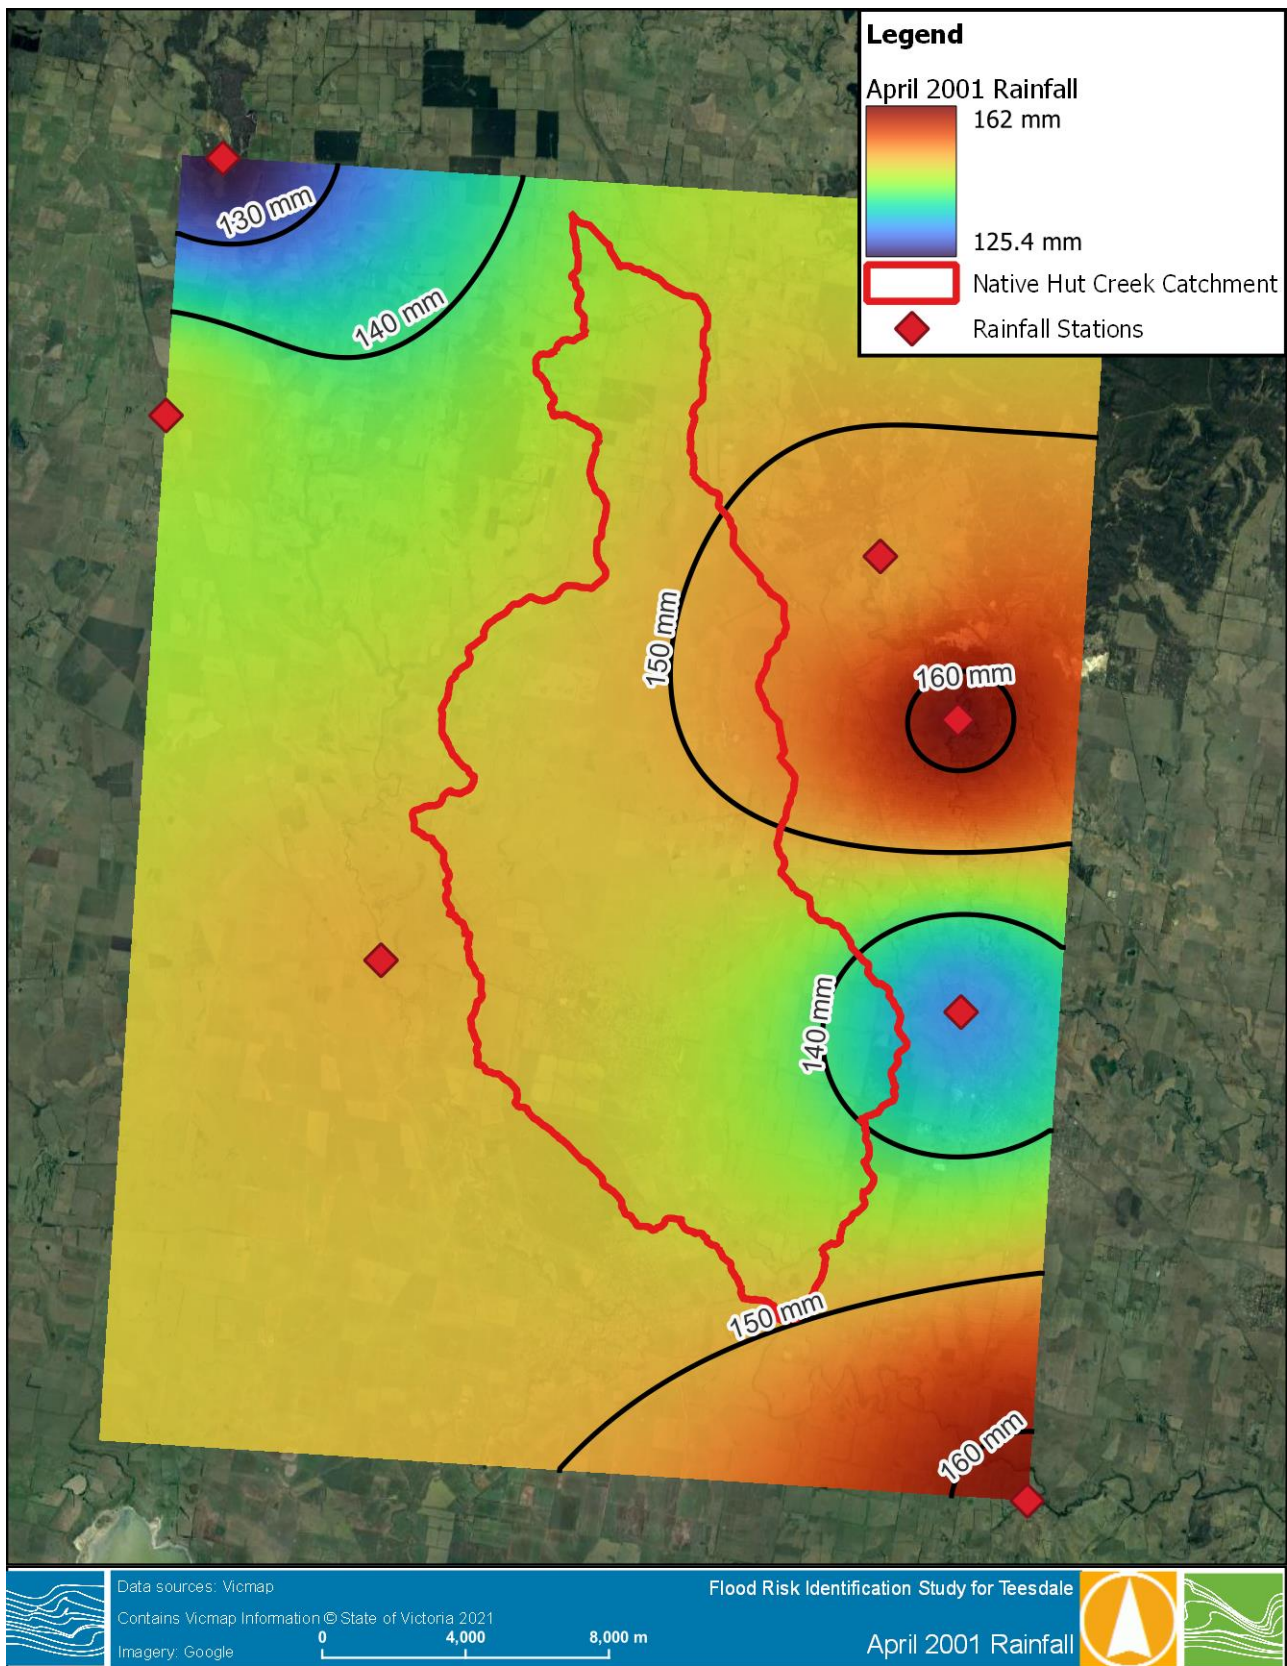 Legend
April 2001 Rainfall
162 mm
125.4 mm
Native Hut Creek Catchment
Rainfall Stations
130 mm
140 mm
150 mm
160 mm
140 mm
150 mm
160 mm
Data sources: Vicmap
Contains Vicmap Information © State of Victoria 2021
Imagery: Google
0 4,000 8,000 m
Flood Risk Identification Study for Teesdale
April 2001 Rainfall